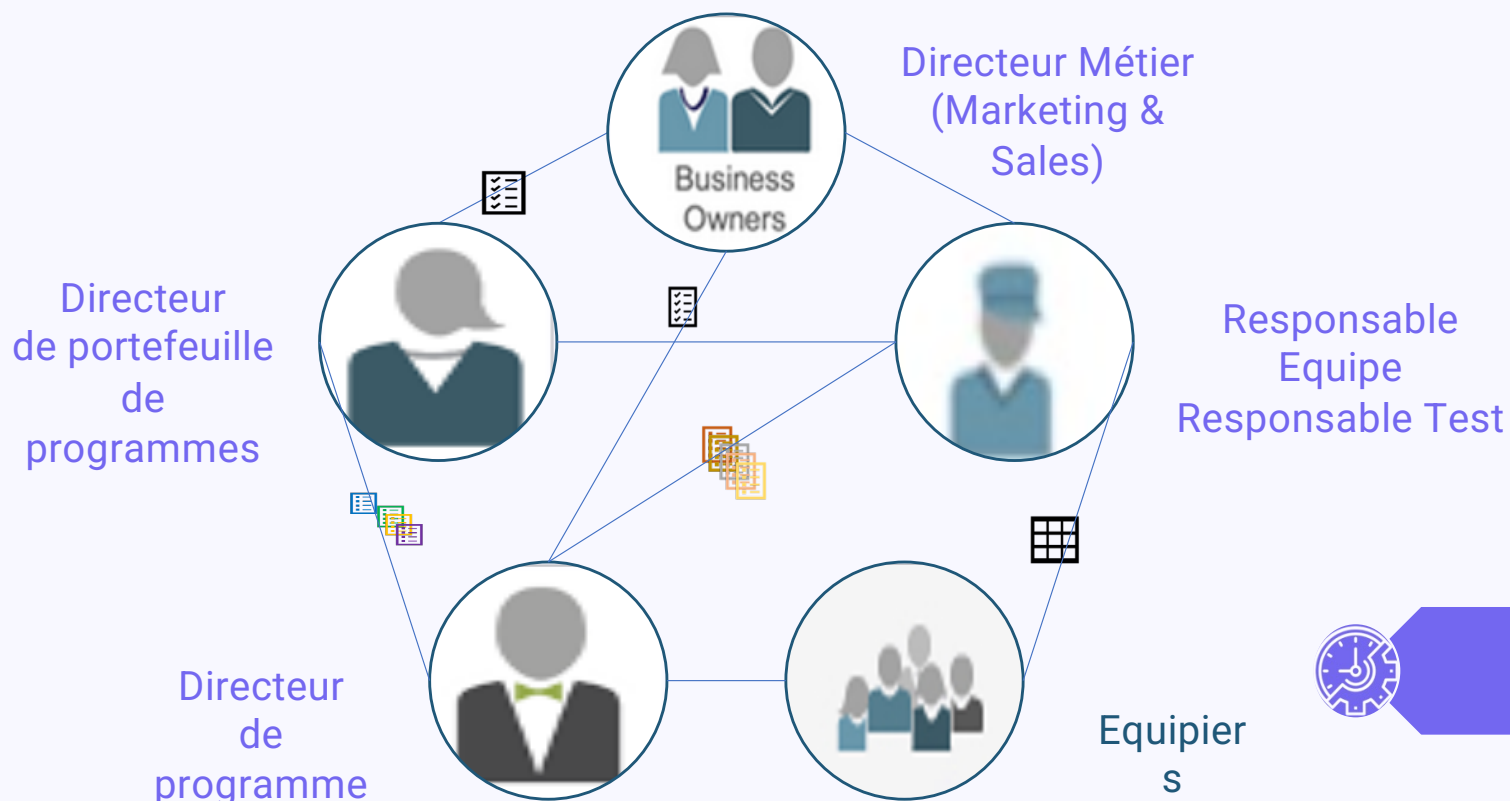 Directeur Métier
(Marketing &
Sales)
Business
Owners
Directeur
de portefeuille
de
programmes
Responsable
Equipe
Responsable Test
Directeur
de
programme
Equipier
s